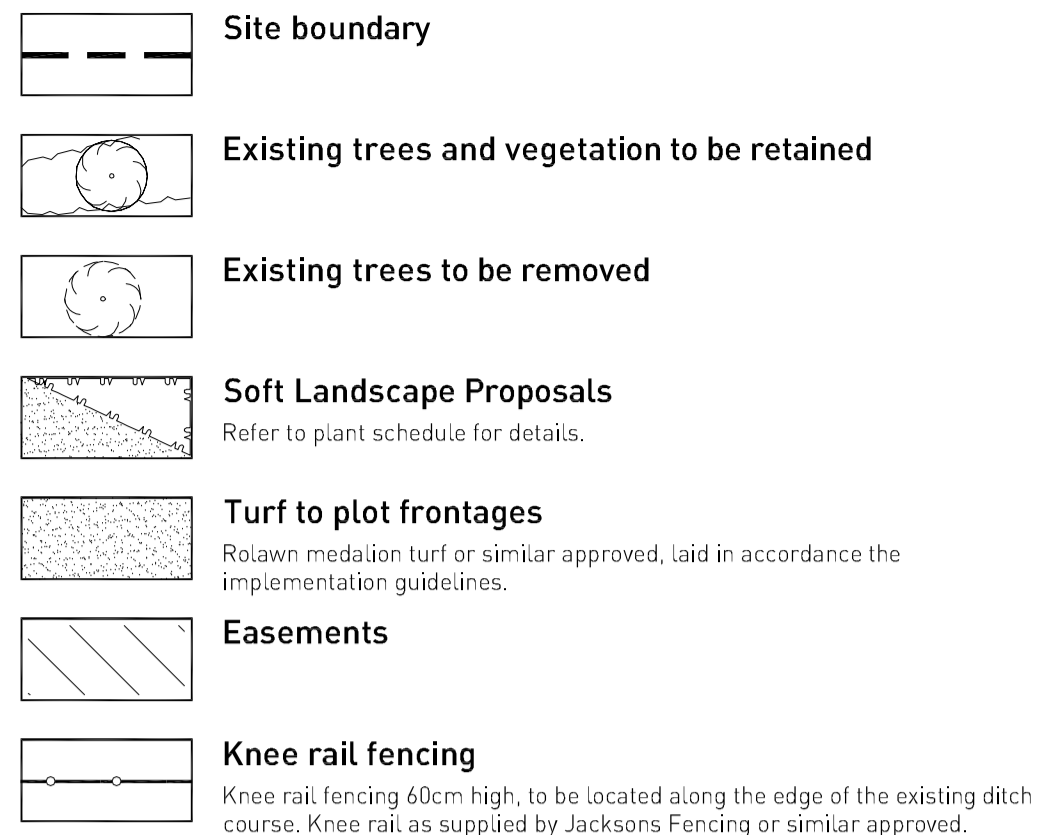 Site boundary
Existing trees and vegetation to be retained
Existing trees to be removed
Soft Landscape Proposals
Refer to plant schedule for details.
Turf to plot frontages
Rolawn medalion turf or similar approved, laid in accordance the
implementation guidelines.
Easements
Knee rail fencing
Knee rail fencing 60cm high, to be located along the edge of the existing ditch
course. Knee rail as supplied by Jacksons Fencing or similar approved.